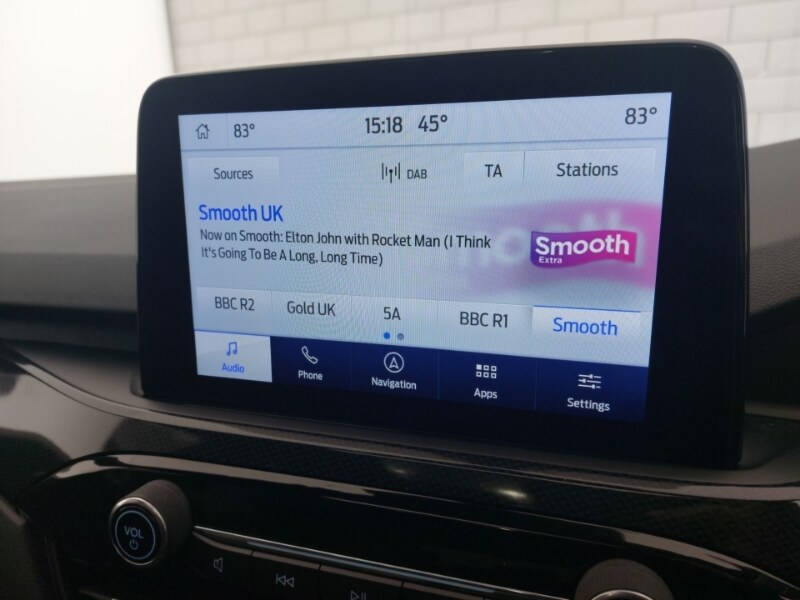 83° 15:18 45° 83°
Sources DAB TA Stations
Smooth UK
Now on Smooth: Elton John with Rocket Man (I Think
It's Going To Be A Long, Long Time)
Smooth
Extra
BBC R2 Gold UK 5A BBC R1 Smooth
Audio Phone Navigation Apps Settings
VOL